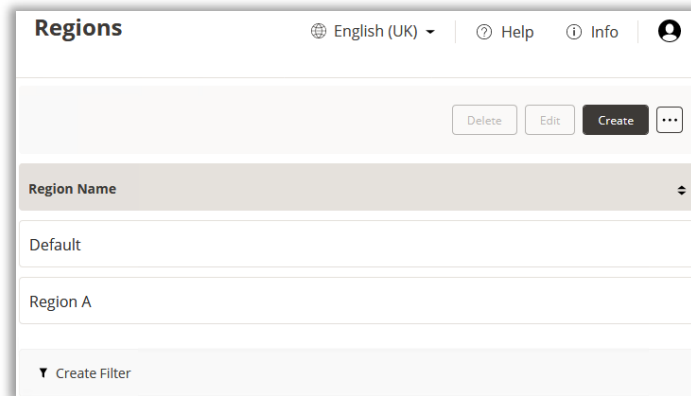 Regions
English (UK)
Help
Info
Delete
Edit
Create
Region Name
Default
Region A
Create Filter